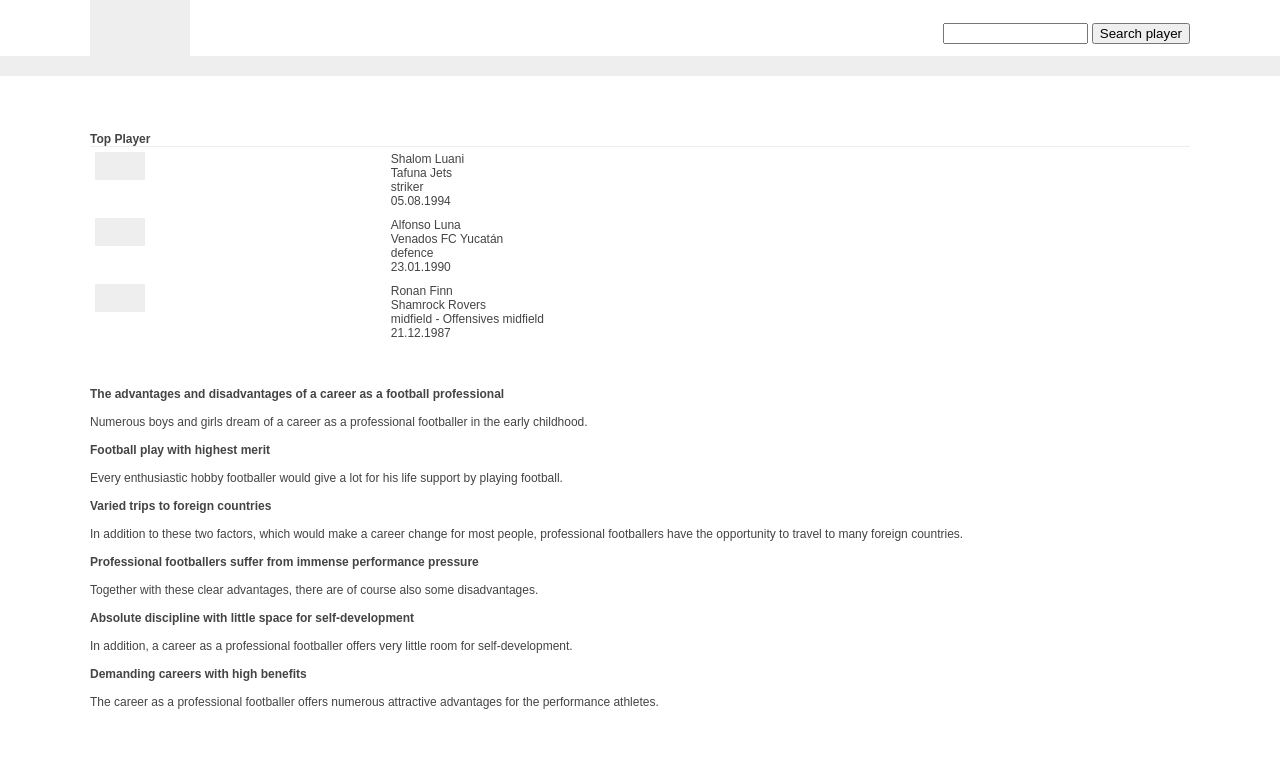 Search player
Top Player
Shalom Luani
Tafuna Jets
striker
05.08.1994
Alfonso Luna
Venados FC Yucatán
defence
23.01.1990
Ronan Finn
Shamrock Rovers
midfield - Offensives midfield
21.12.1987
The advantages and disadvantages of a career as a football professional
Numerous boys and girls dream of a career as a professional footballer in the early childhood.
Football play with highest merit
Every enthusiastic hobby footballer would give a lot for his life support by playing football.
Varied trips to foreign countries
In addition to these two factors, which would make a career change for most people, professional footballers have the opportunity to travel to many foreign countries.
Professional footballers suffer from immense performance pressure
Together with these clear advantages, there are of course also some disadvantages.
Absolute discipline with little space for self-development
In addition, a career as a professional footballer offers very little room for self-development.
Demanding careers with high benefits
The career as a professional footballer offers numerous attractive advantages for the performance athletes.